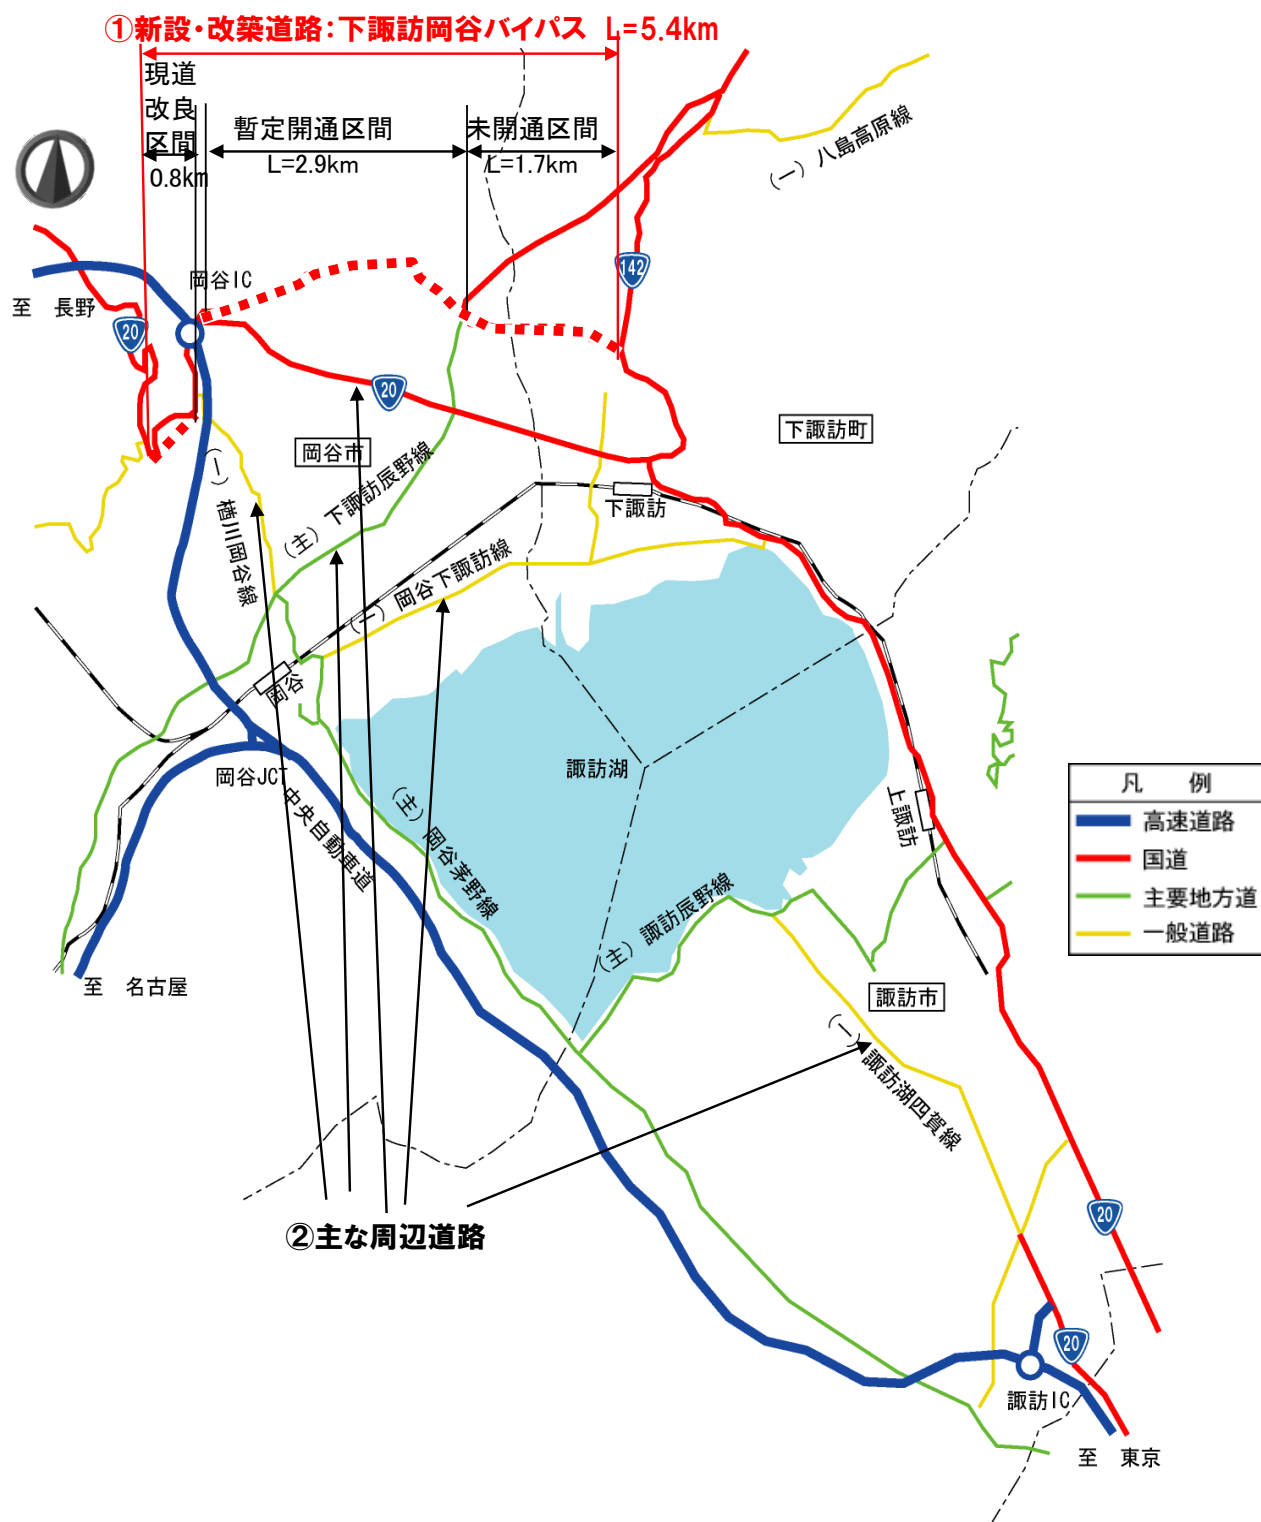 ①新設・改築道路：下諏訪岡谷バイパス L=5.4km
現道
改良
区間
0.8km
暫定開通区間
L=2.9km
未開通区間
L=1.7km
(一) 八島高原線
岡谷IC
142
至 長野
20
20
下諏訪町
岡谷市
(主) 下諏訪辰野線
下諏訪
(一) 楢川岡谷線
(一) 岡谷下諏訪線
岡谷
諏訪湖
岡谷JCT
中央自動車道
(主) 岡谷茅野線
上諏訪
凡 例
高速道路
国道
主要地方道
一般道路
(主) 諏訪辰野線
至 名古屋
諏訪市
(一) 諏訪湖四賀線
②主な周辺道路
20
20
諏訪IC
至 東京